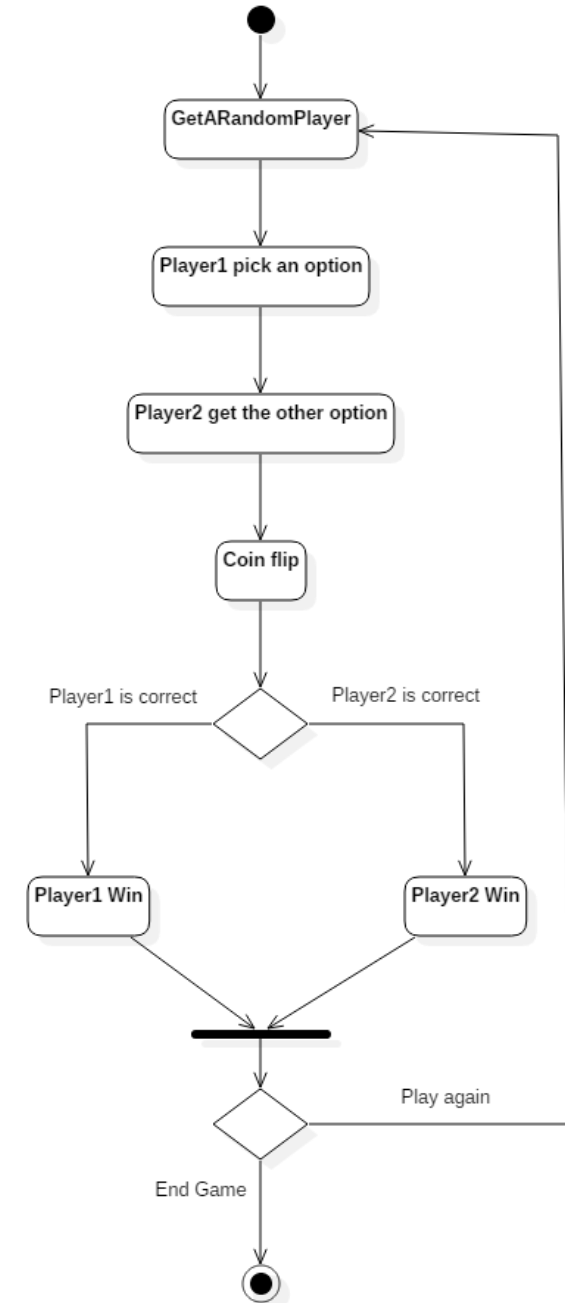 GetARandomPlayer
Player1 pick an option
Player2 get the other option
Coin flip
Player1 is correct
Player2 is correct
Player1 Win
Player2 Win
Play again
End Game